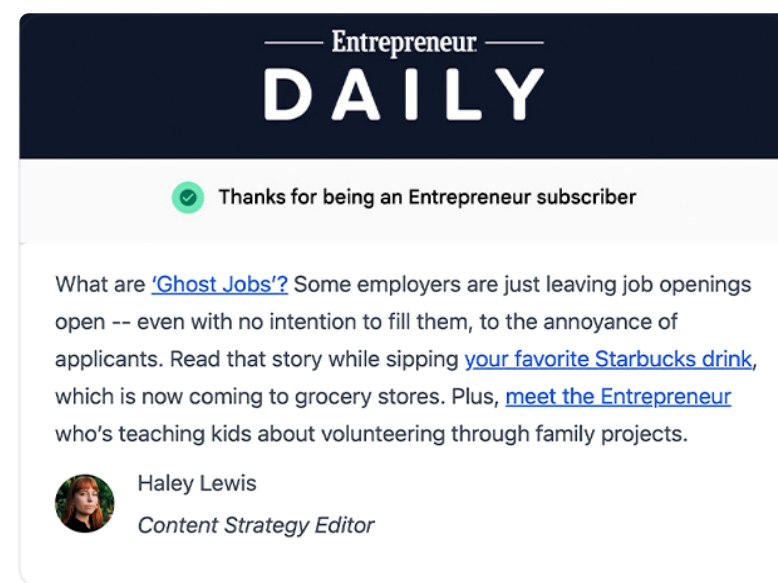 Entrepreneur
DAILY
Thanks for being an Entrepreneur subscriber
What are ‘Ghost Jobs’? Some employers are just leaving job openings
open -- even with no intention to fill them, to the annoyance of
applicants. Read that story while sipping your favorite Starbucks drink,
which is now coming to grocery stores. Plus, meet the Entrepreneur
who’s teaching kids about volunteering through family projects.
Haley Lewis
Content Strategy Editor